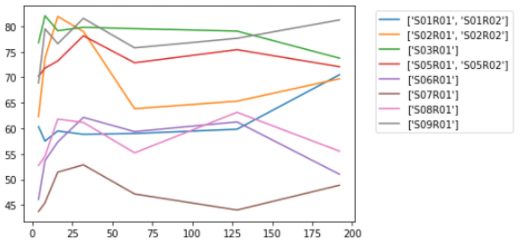 80
75
70
65
60
55
50
45
0 25 50 75 100 125 150 175 200
['S01R01', 'S01R02']
['S02R01', 'S02R02']
['S03R01']
['S05R01', 'S05R02']
['S06R01']
['S07R01']
['S08R01']
['S09R01']